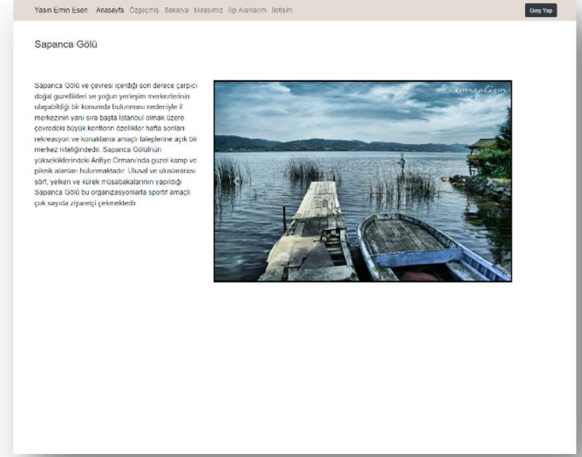 Yasin Emin Esen Anasayfa Özgeçmiş Sakarya Mirasımız İlgi Alanlarım İletişim
Giriş Yap
Sapanca Gölü
Sapanca Gölü ve çevresi içerdiği son derece çarpıcı
doğal güzellikleri ve yoğun yerleşim merkezlerinin
ulaşabildiği bir konumda bulunması nedeniyle il
merkezinin yanı sıra başta İstanbul olmak üzere
çevredeki büyük kentlerin özellikler hafta sonları
rekreasyon ve konaklama amaçlı taleplerine açık bir
merkez niteliğindedir. Sapanca Gölülnün
yüksekliklerindeki Arifiye Ormanı'nda güzel kamp ve
piknik alanları bulunmaktadır. Ulusal ve uluslararası
sörf, yelken ve kürek müsabakalarının yapıldığı
Sapanca Gölü bu organizasyonlarla sportif amaçlı
çok sayıda ziyaretçi çekmektedir.
emrealizm